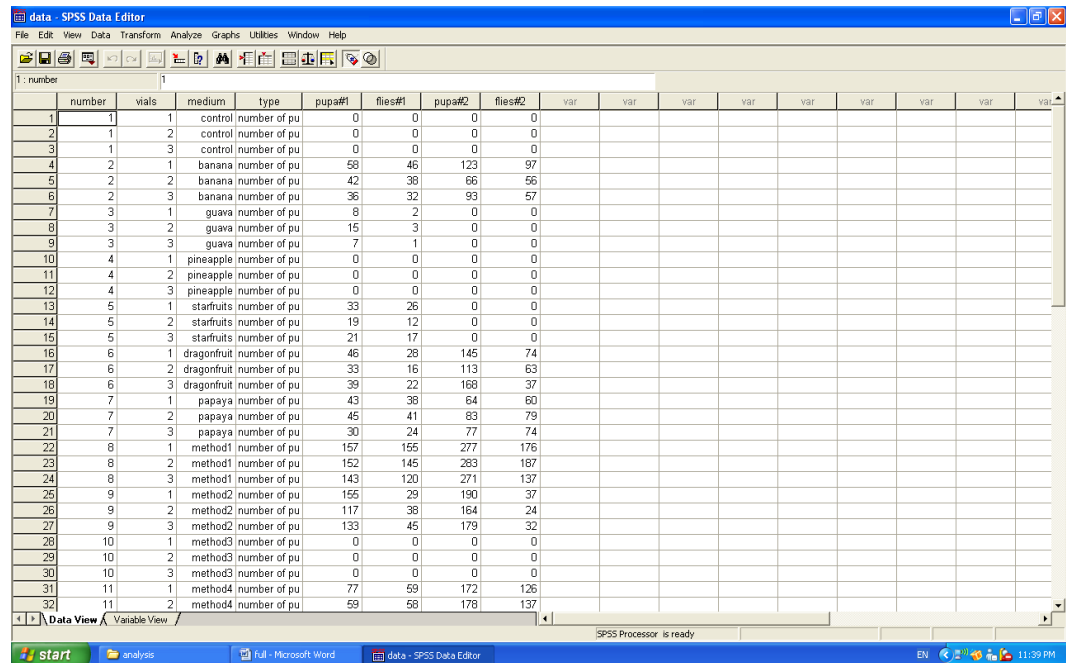 data - SPSS Data Editor
File Edit View Data Transform Analyze Graphs Utilities Window Help
1 : number 1
number vials medium type pupa#1 flies#1 pupa#2 flies#2 var var var var var var var var
1 1 1 control number of pu 0 0 0 0
2 1 2 control number of pu 0 0 0 0
3 1 3 control number of pu 0 0 0 0
4 2 1 banana number of pu 58 46 123 97
5 2 2 banana number of pu 42 38 66 56
6 2 3 banana number of pu 36 32 93 57
7 3 1 guava number of pu 8 2 0 0
8 3 2 guava number of pu 15 3 0 0
9 3 3 guava number of pu 7 1 0 0
10 4 1 pineapple number of pu 0 0 0 0
11 4 2 pineapple number of pu 0 0 0 0
12 4 3 pineapple number of pu 0 0 0 0
13 5 1 starfruits number of pu 33 26 0 0
14 5 2 starfruits number of pu 19 12 0 0
15 5 3 starfruits number of pu 21 17 0 0
16 6 1 dragonfruit number of pu 46 28 145 74
17 6 2 dragonfruit number of pu 33 16 113 63
18 6 3 dragonfruit number of pu 39 22 168 37
19 7 1 papaya number of pu 43 38 64 60
20 7 2 papaya number of pu 45 41 83 79
21 7 3 papaya number of pu 30 24 77 74
22 8 1 method1 number of pu 157 155 277 176
23 8 2 method1 number of pu 152 145 283 187
24 8 3 method1 number of pu 143 120 271 137
25 9 1 method2 number of pu 155 29 190 37
26 9 2 method2 number of pu 117 38 164 24
27 9 3 method2 number of pu 133 45 179 32
28 10 1 method3 number of pu 0 0 0 0
29 10 2 method3 number of pu 0 0 0 0
30 10 3 method3 number of pu 0 0 0 0
31 11 1 method4 number of pu 77 59 172 126
32 11 2 method4 number of pu 59 58 178 137
Data View Variable View
SPSS Processor is ready
start analysis full - Microsoft Word data - SPSS Data Editor EN 11:39 PM